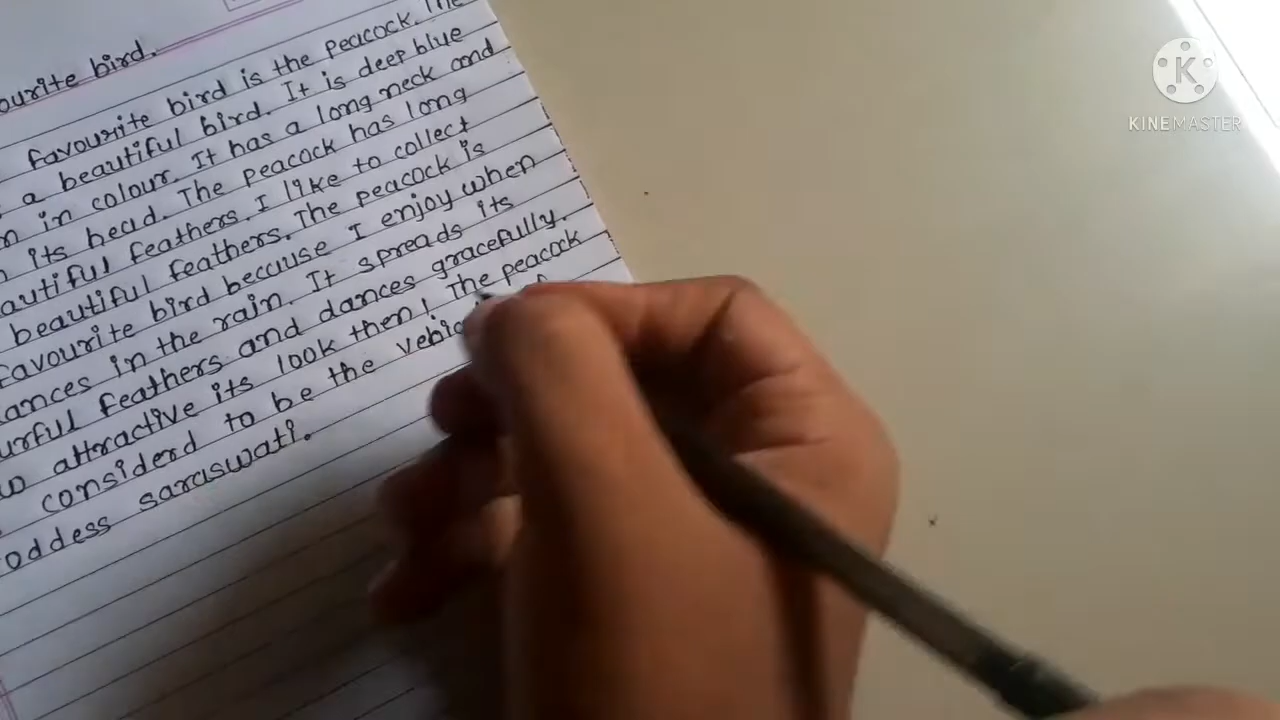 ourite bird.
favourite bird is the peacock. The
a beautiful bird. It is deep blue
n in colour. It has a long neck and
its head. The peacock has long
autiful feathers. I like to collect
beautiful feathers. The peacock is
favourite bird because I enjoy when
ances in the rain. It spreads its
urful feathers and dances gracefully.
attractive its look then! The peacock
considerd to be the vehic
oddess saraswati.
KINEMASTER